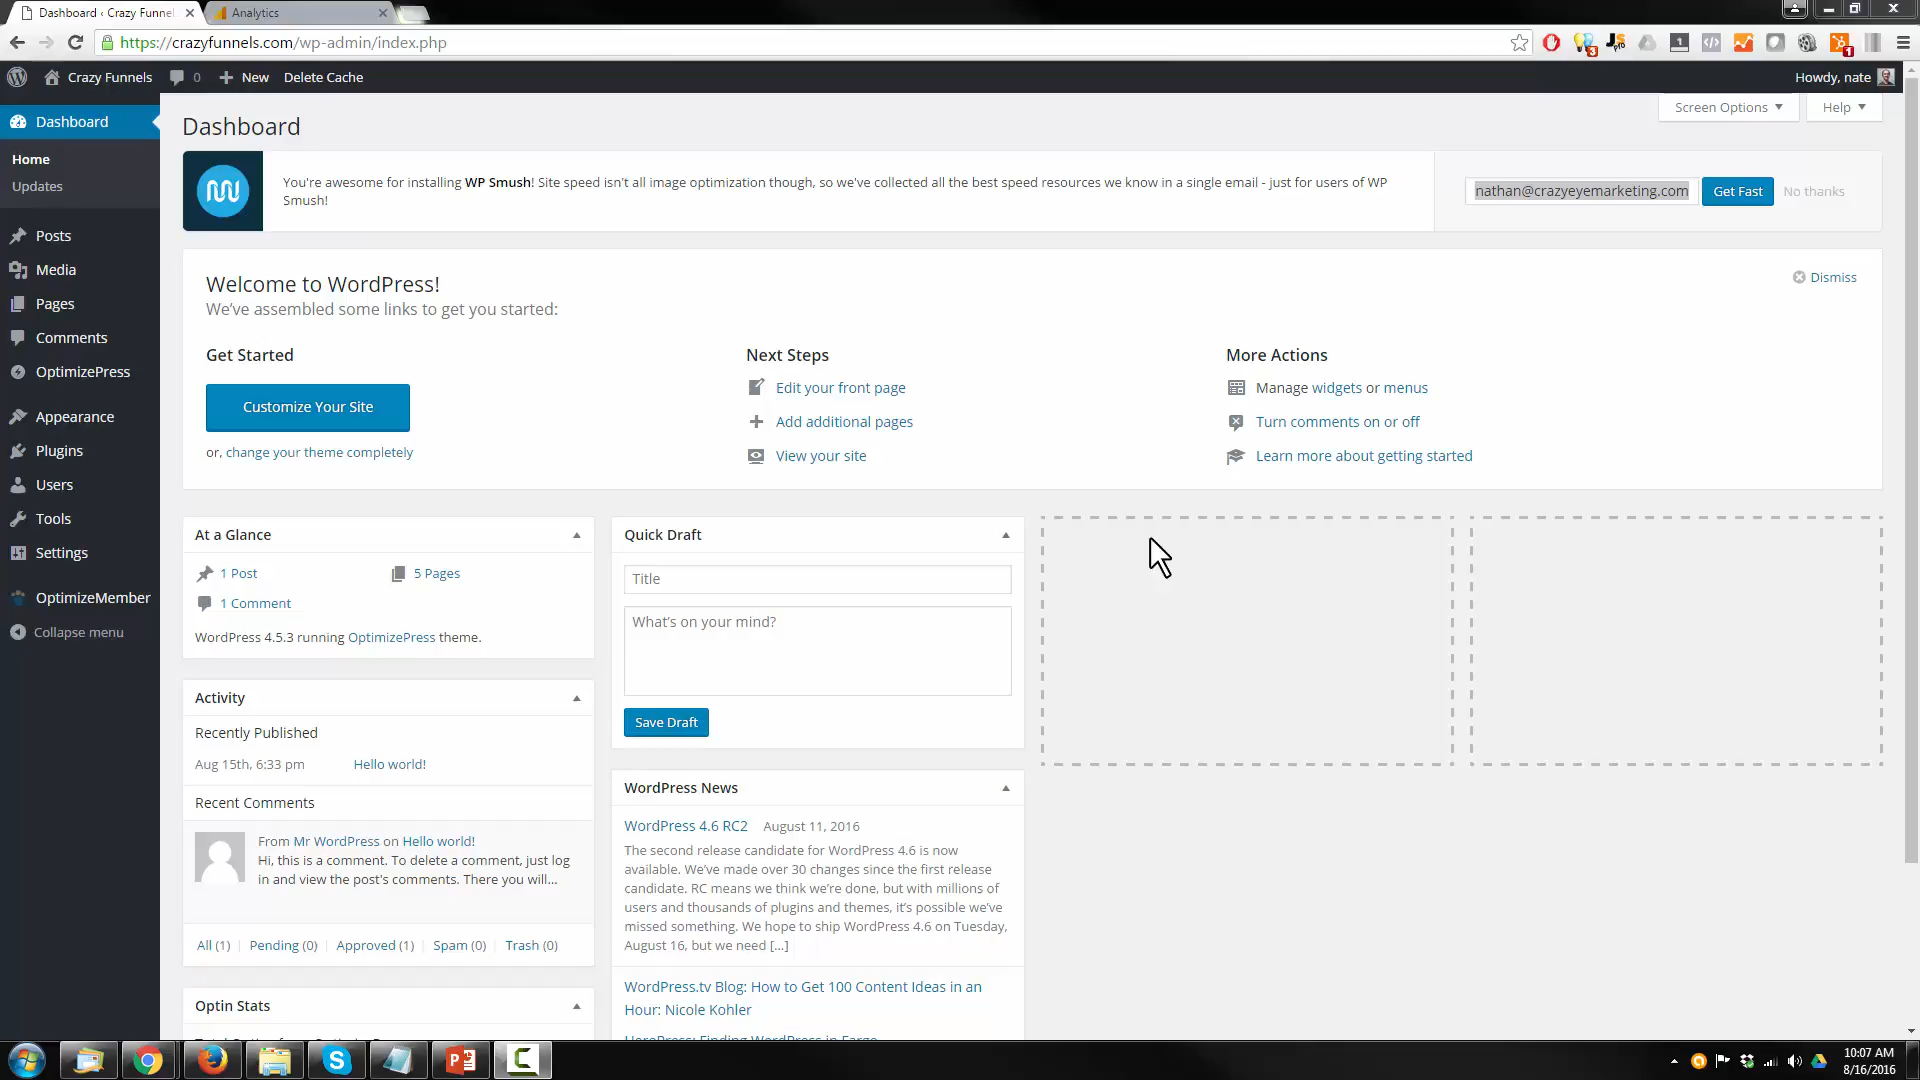 Dashboard ‹ Crazy Funnel
Analytics
https://crazyfunnels.com/wp-admin/index.php
Crazy Funnels
0
New
Delete Cache
Howdy, nate
Dashboard
Home
Updates
Posts
Media
Pages
Comments
OptimizePress
Appearance
Plugins
Users
Tools
Settings
OptimizeMember
Collapse menu
Dashboard
Screen Options
Help
You're awesome for installing WP Smush! Site speed isn't all image optimization though, so we've collected all the best speed resources we know in a single email - just for users of WP
Smush!
nathan@crazyeyemarketing.com
Get Fast
No thanks
Welcome to WordPress!
We've assembled some links to get you started:
Dismiss
Get Started
Customize Your Site
or, change your theme completely
Next Steps
Edit your front page
Add additional pages
View your site
More Actions
Manage widgets or menus
Turn comments on or off
Learn more about getting started
At a Glance
1 Post
5 Pages
1 Comment
WordPress 4.5.3 running OptimizePress theme.
Activity
Recently Published
Aug 15th, 6:33 pm
Hello world!
Recent Comments
From Mr WordPress on Hello world!
Hi, this is a comment. To delete a comment, just log
in and view the post's comments. There you will...
All (1)
Pending (0)
Approved (1)
Spam (0)
Trash (0)
Optin Stats
Quick Draft
Title
What's on your mind?
Save Draft
WordPress News
WordPress 4.6 RC2
August 11, 2016
The second release candidate for WordPress 4.6 is now
available. We've made over 30 changes since the first release
candidate. RC means we think we're done, but with millions of
users and thousands of plugins and themes, it's possible we've
missed something. We hope to ship WordPress 4.6 on Tuesday,
August 16, but we need [...]
WordPress.tv Blog: How to Get 100 Content Ideas in an
Hour: Nicole Kohler
HeroPress: Finding WordPress in Fargo
10:07 AM
8/16/2016